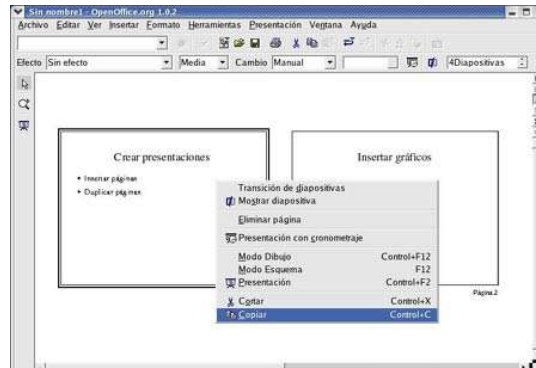 Sin nombre1 - OpenOffice.org 1.0.2
Archivo Editar Ver Insertar Formato Herramientas Presentación Ventana Ayuda
Efecto Sin efecto Media Cambio Manual 4Diapositivas
Crear presentaciones
• Insertar páginas
• Duplicar páginas
Insertar gráficos
Transición de diapositivas
Mostrar diapositiva
Eliminar página
Presentación con cronometraje
Modo Dibujo Control+F12
Modo Esquema F12
Presentación Control+F2
Cortar Control+X
Copiar Control+C
Página 2